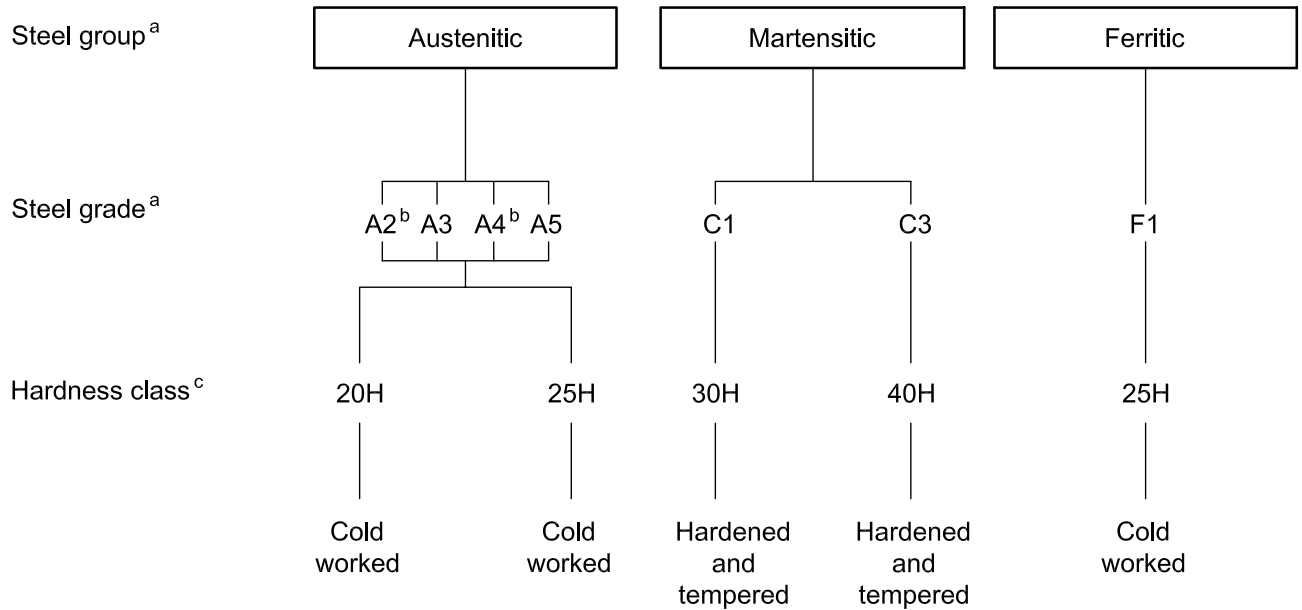 Steel group a Austenitic Martensitic Ferritic
Steel grade a A2 b A3 A4 b A5 C1 C3 F1
Hardness class c 20H 25H 30H 40H 25H
Cold Cold Hardened Hardened Cold
worked worked and and worked
tempered tempered